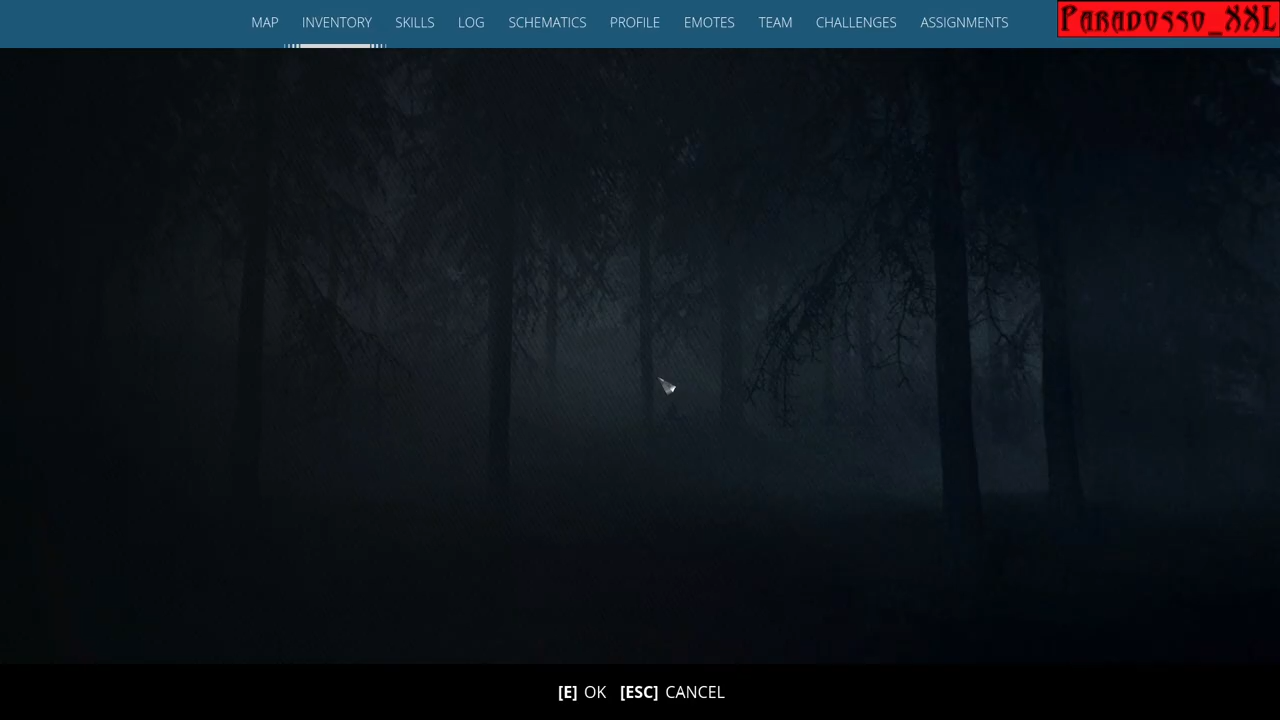 MAP INVENTORY SKILLS LOG SCHEMATICS PROFILE EMOTES TEAM CHALLENGES ASSIGNMENTS
Paradosso_XXL
[E] OK [ESC] CANCEL